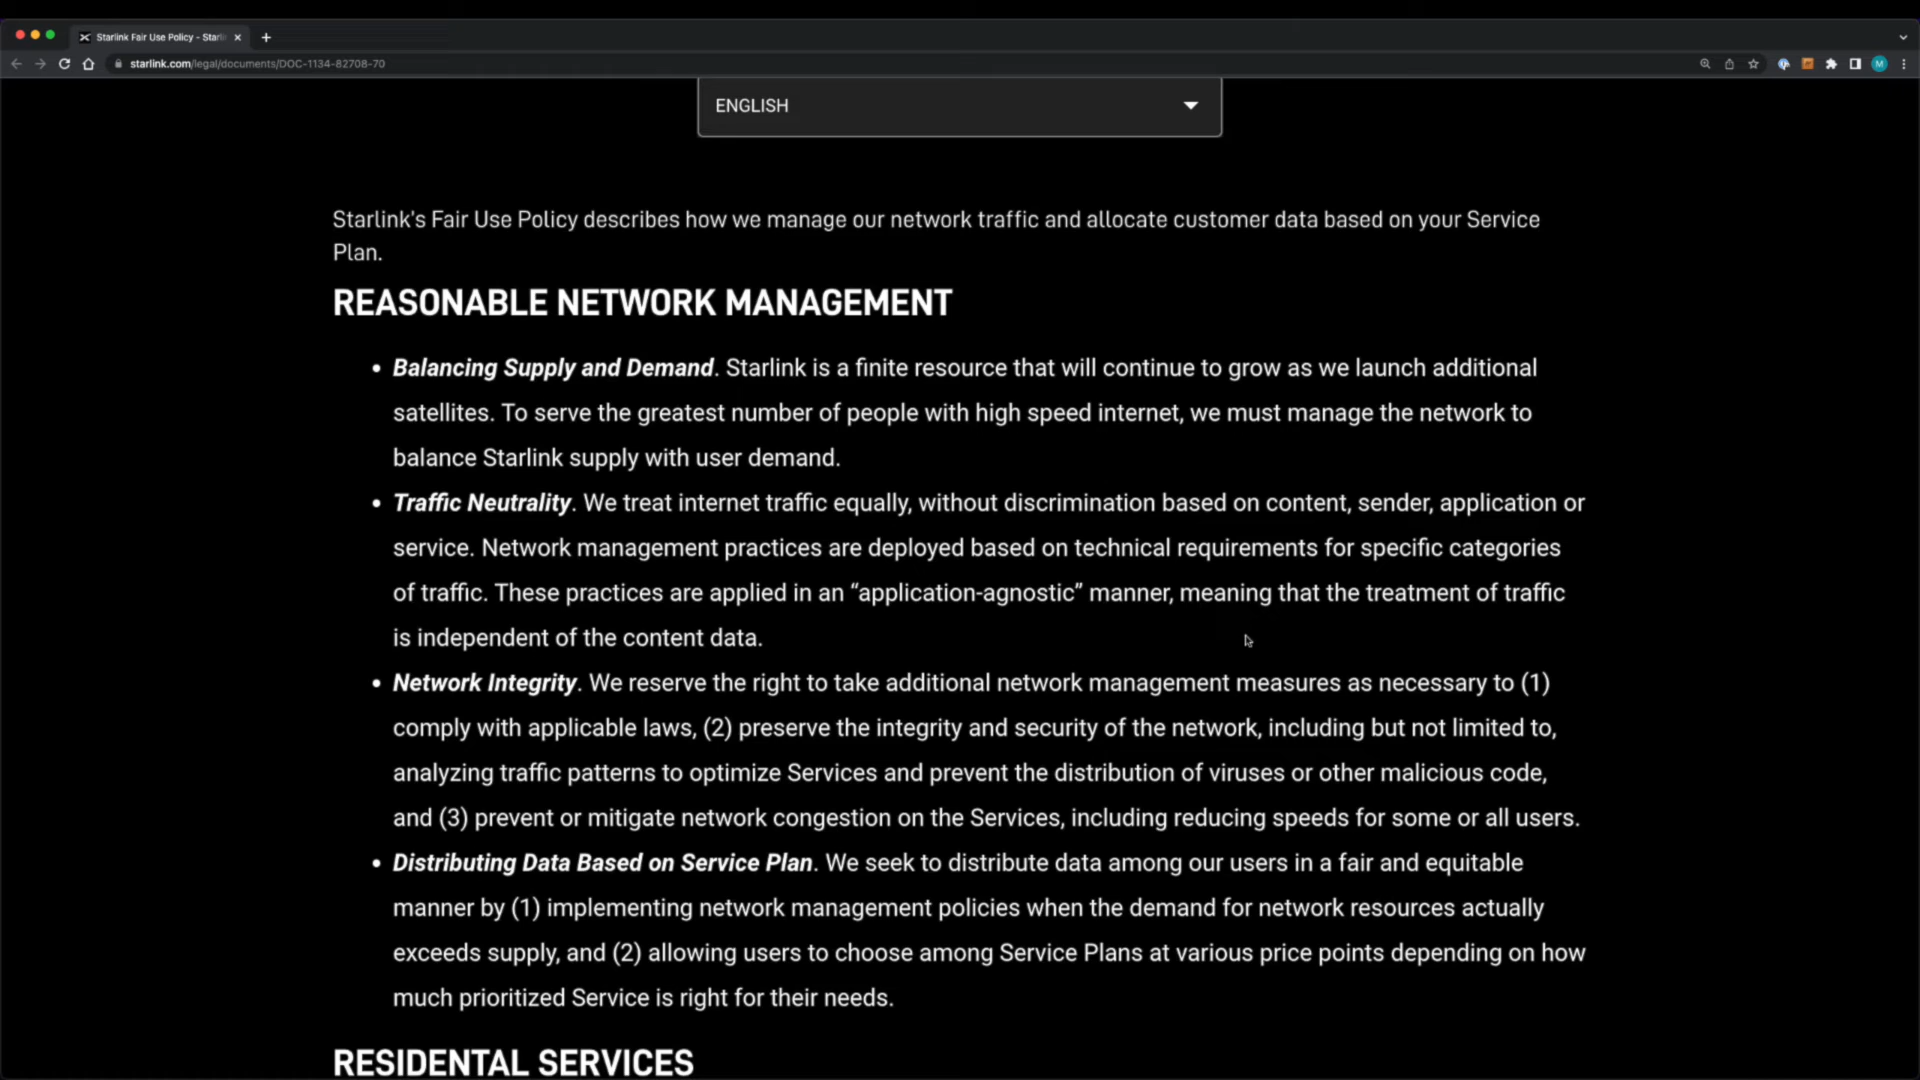 Starlink Fair Use Policy - Starli
starlink.com/legal/documents/DOC-1134-82708-70
M
ENGLISH
Starlink's Fair Use Policy describes how we manage our network traffic and allocate customer data based on your Service
Plan.
REASONABLE NETWORK MANAGEMENT
• Balancing Supply and Demand. Starlink is a finite resource that will continue to grow as we launch additional
satellites. To serve the greatest number of people with high speed internet, we must manage the network to
balance Starlink supply with user demand.
• Traffic Neutrality. We treat internet traffic equally, without discrimination based on content, sender, application or
service. Network management practices are deployed based on technical requirements for specific categories
of traffic. These practices are applied in an “application-agnostic” manner, meaning that the treatment of traffic
is independent of the content data.
• Network Integrity. We reserve the right to take additional network management measures as necessary to (1)
comply with applicable laws, (2) preserve the integrity and security of the network, including but not limited to,
analyzing traffic patterns to optimize Services and prevent the distribution of viruses or other malicious code,
and (3) prevent or mitigate network congestion on the Services, including reducing speeds for some or all users.
• Distributing Data Based on Service Plan. We seek to distribute data among our users in a fair and equitable
manner by (1) implementing network management policies when the demand for network resources actually
exceeds supply, and (2) allowing users to choose among Service Plans at various price points depending on how
much prioritized Service is right for their needs.
RESIDENTAL SERVICES